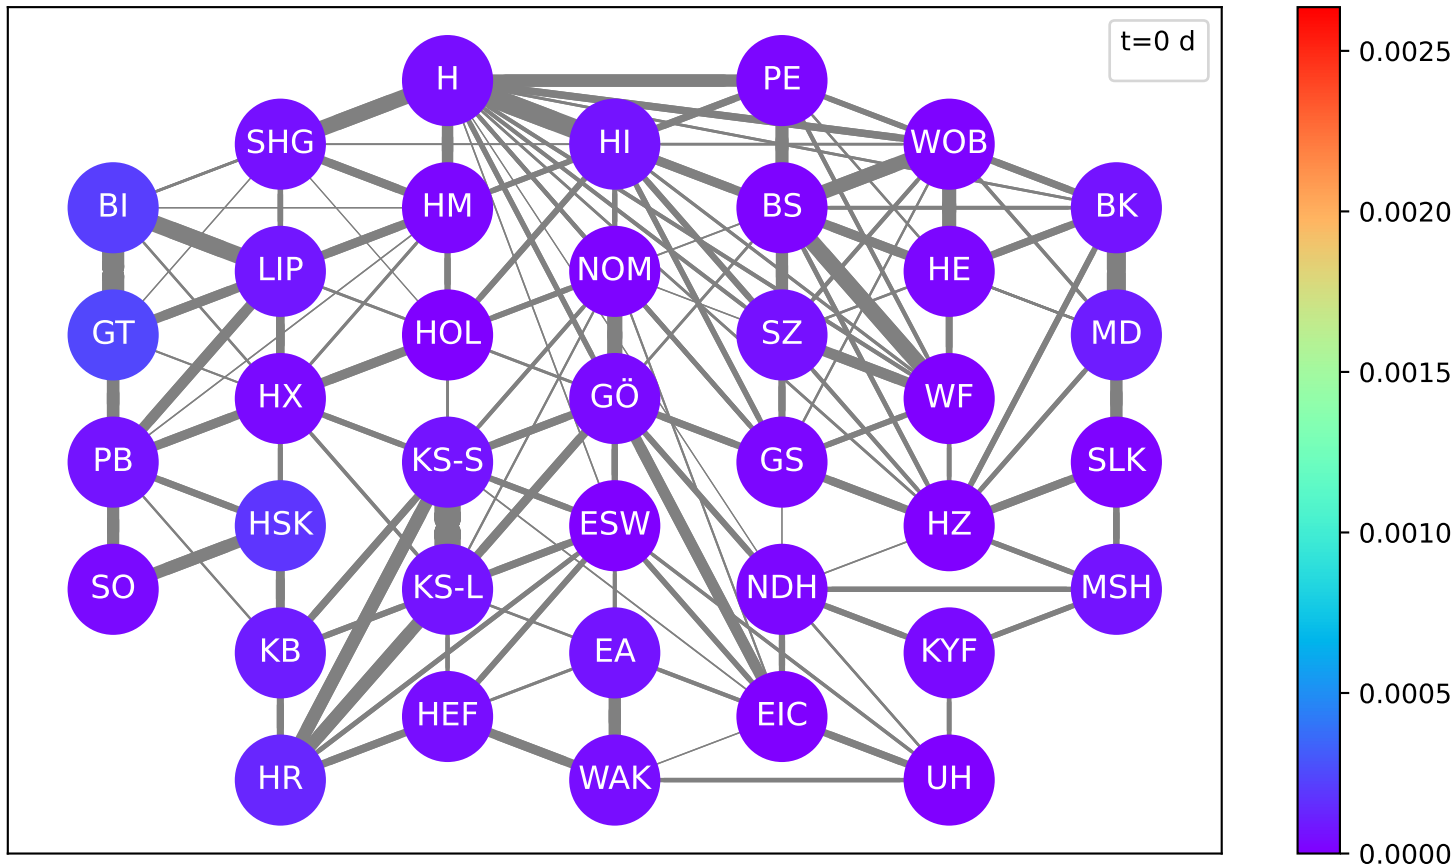 t=0 d
H
PE
SHG
HI
WOB
BI
HM
BS
BK
LIP
NOM
HE
GT
HOL
SZ
MD
HX
GÖ
WF
PB
KS-S
GS
SLK
HSK
ESW
HZ
SO
KS-L
NDH
MSH
KB
EA
KYF
HEF
EIC
HR
WAK
UH
0.0025
0.0020
0.0015
0.0010
0.0005
0.0000